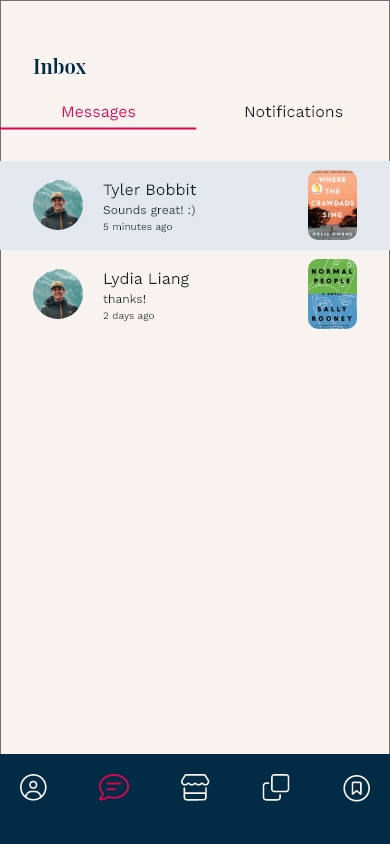 Inbox
Messages
Notifications
Tyler Bobbit
Sounds great! :)
5 minutes ago
WHERE
THE
CRAWDADS
SING
DELIA OWENS
Lydia Liang
thanks!
2 days ago
NORMAL
PEOPLE
A NOVEL
SALLY
ROONEY